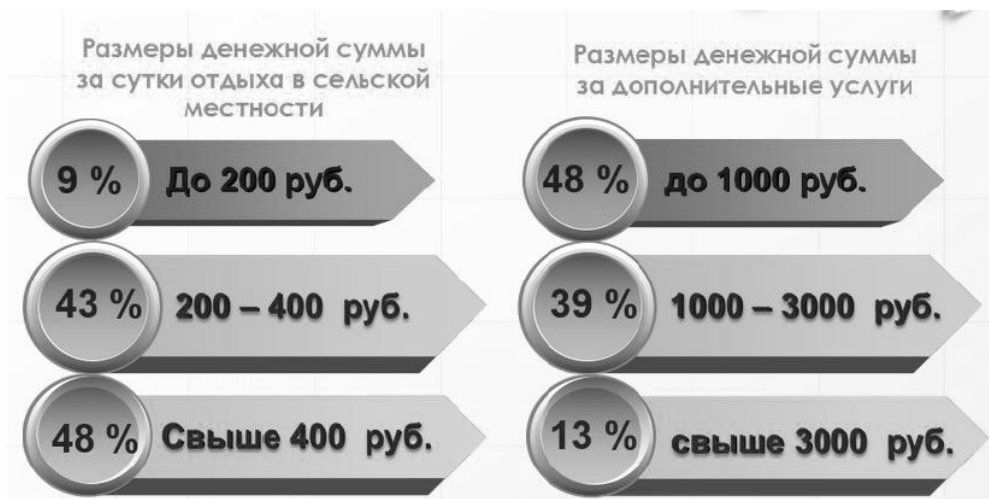 Размеры денежной суммы
за сутки отдыха в сельской
местности
9 % До 200 руб.
43 % 200 – 400 руб.
48 % Свыше 400 руб.
Размеры денежной суммы
за дополнительные услуги
48 % до 1000 руб.
39 % 1000 – 3000 руб.
13 % свыше 3000 руб.